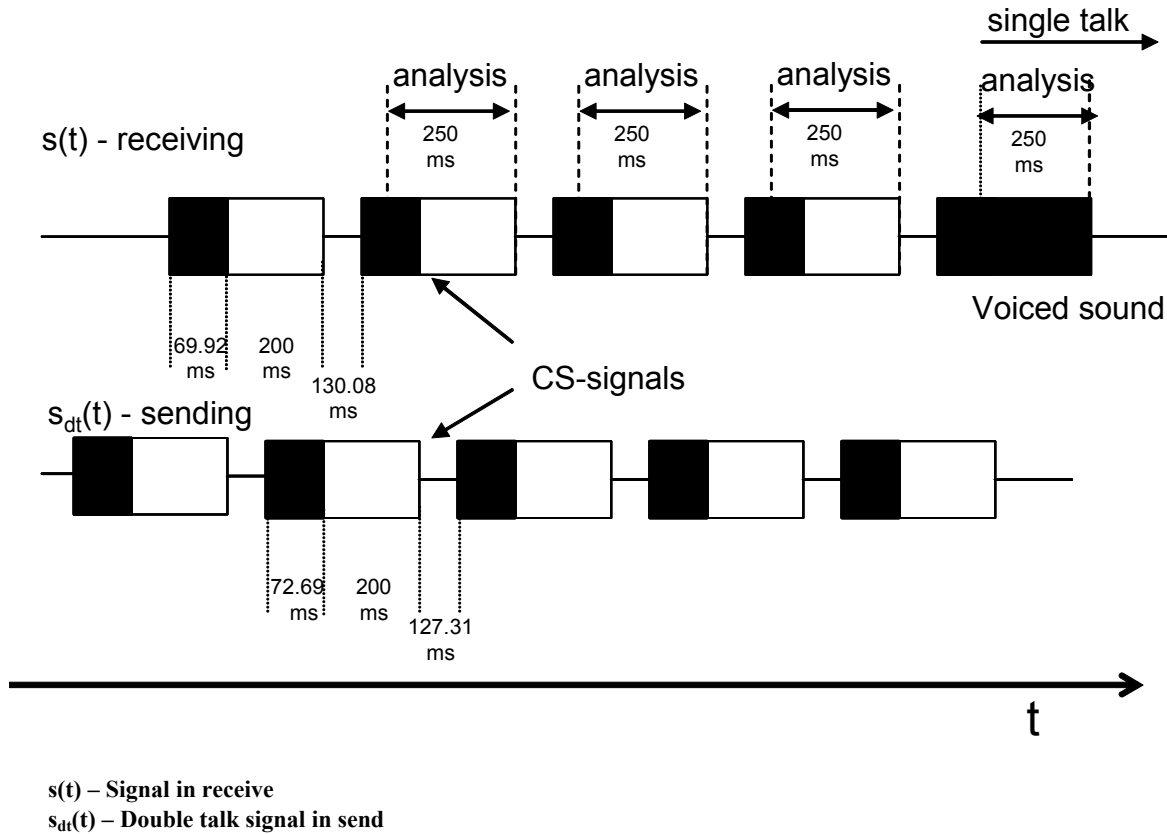 single talk
analysis
analysis
analysis
analysis
s(t) - receiving
250
ms
250
ms
250
ms
250
ms
Voiced sound
69.92
ms
200
ms
130.08
ms
CS-signals
sdt(t) - sending
72.69
ms
200
ms
127.31
ms
t
s(t) – Signal in receive
sdt(t) – Double talk signal in send